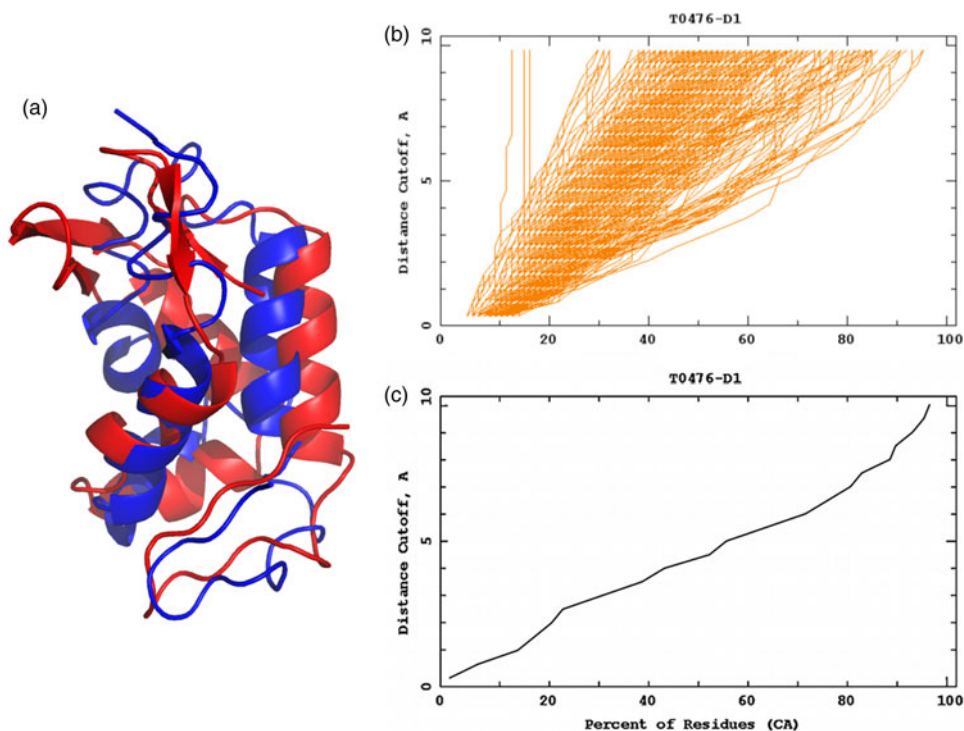 (a)
(b)
T0476-D1
Distance Cutoff, A
10
5
0
20 40 60 80 100
(c)
T0476-D1
Distance Cutoff, A
10
5
0
0 20 40 60 80 100
Percent of Residues (CA)